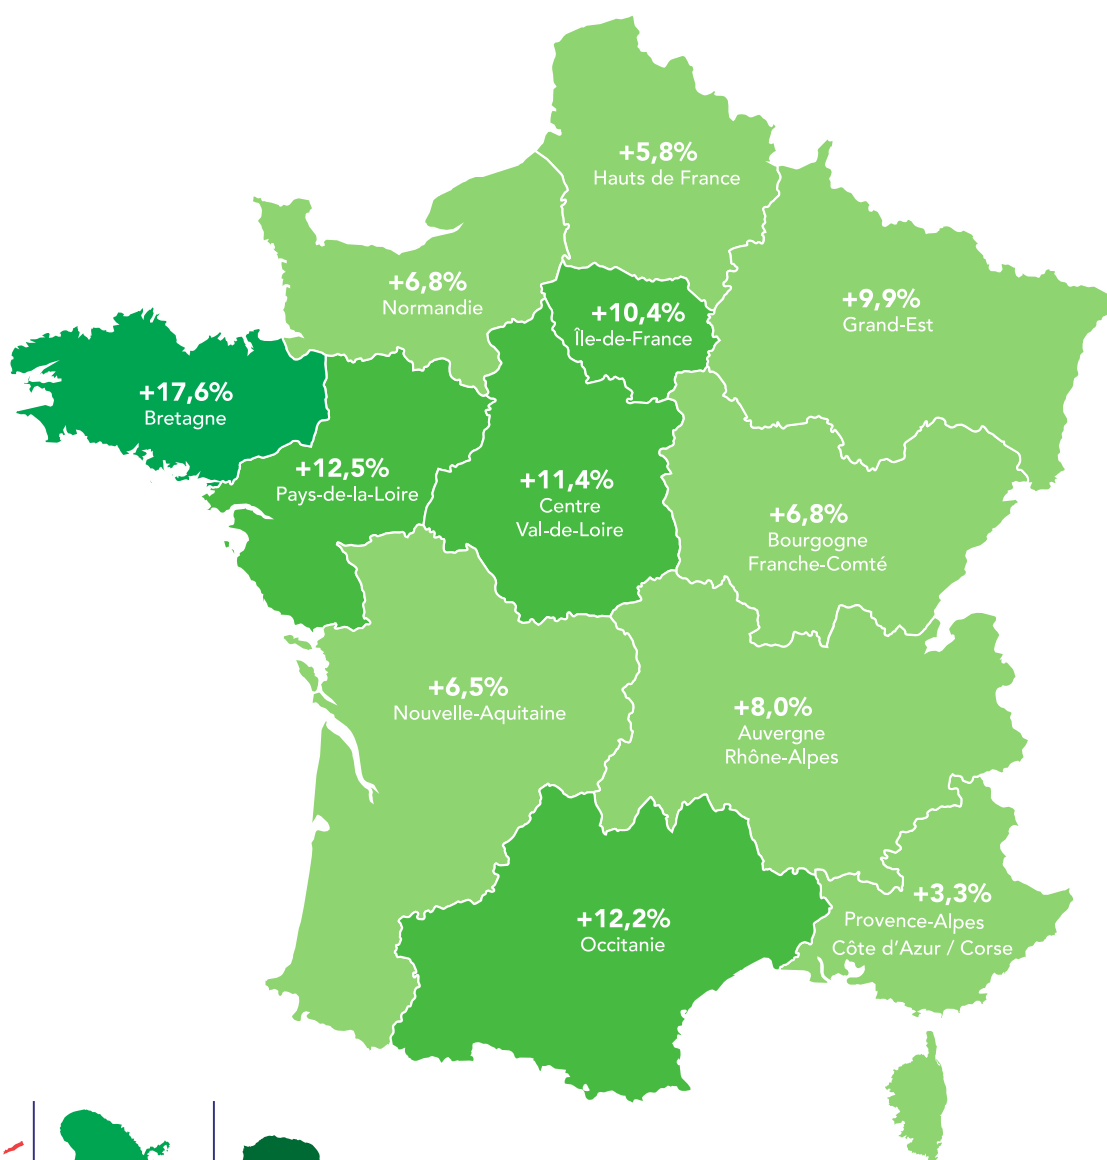 +5,8%
Hauts de France
+6,8%
Normandie
+10,4%
Île-de-France
+9,9%
Grand-Est
+17,6%
Bretagne
+12,5%
Pays-de-la-Loire
+11,4%
Centre
Val-de-Loire
+6,8%
Bourgogne
Franche-Comté
+6,5%
Nouvelle-Aquitaine
+8,0%
Auvergne
Rhône-Alpes
+12,2%
Occitanie
+3,3%
Provence-Alpes
Côte d'Azur / Corse